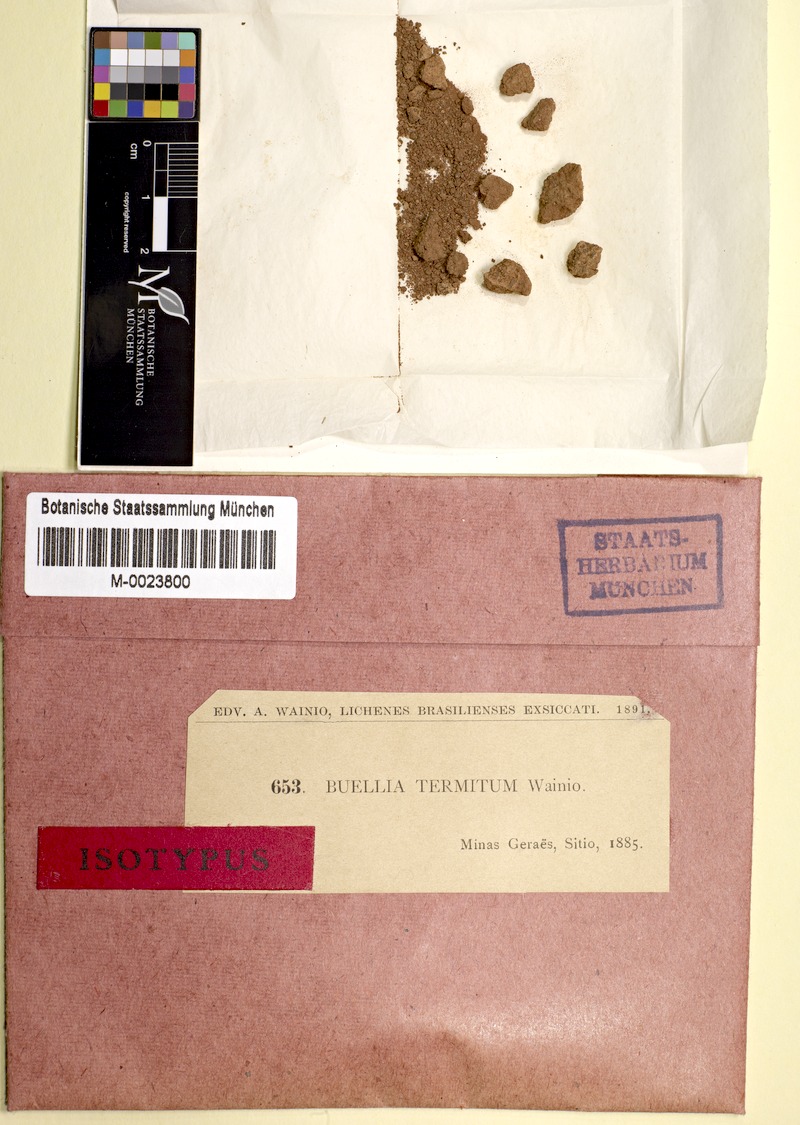 0
cm
1
copyright reserved
2
M
BOTANISCHE
STAATSSAMMLUNG
MÜNCHEN
Botanische Staatssammlung München
M-0023800
STAATS-
HERBARIUM
MÜNCHEN
EDV. A. WAINIO, LICHENES BRASILIENSES EXSICCATI. 1891.
653. BUELLIA TERMITUM Wainio.
Minas Geraës, Sitio, 1885.
ISOTYPUS